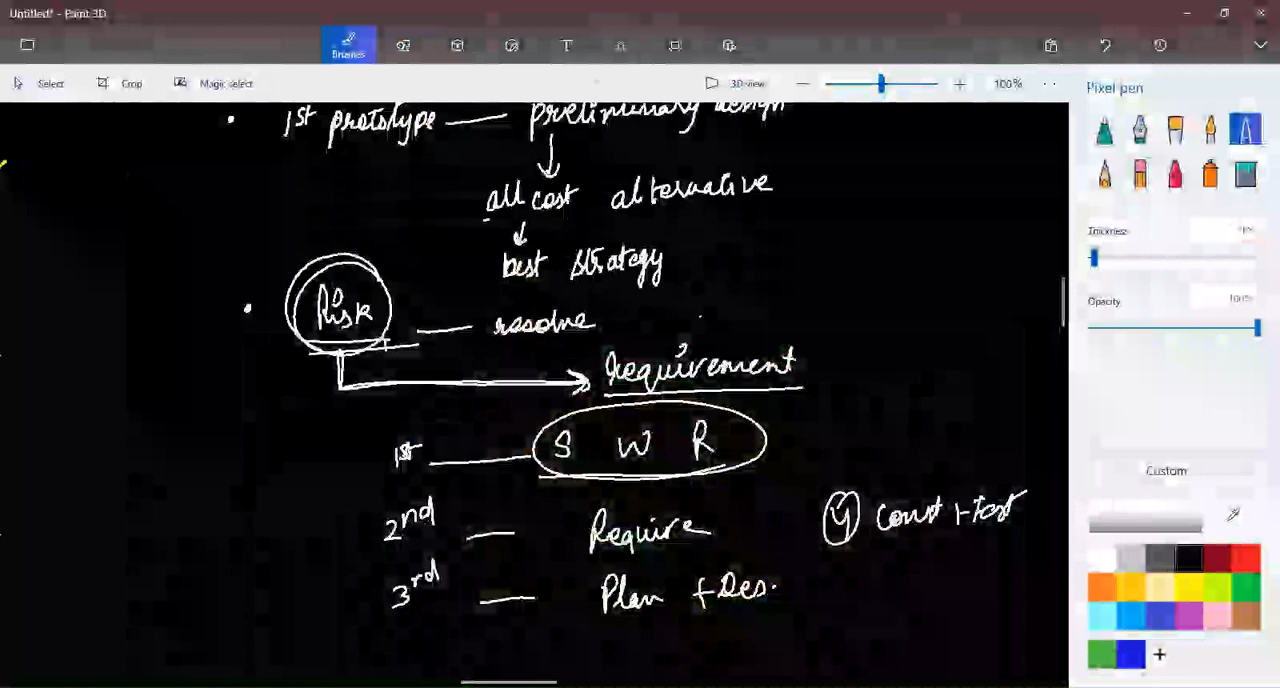 Untitled* - Paint 3D
Brushes
Select Crop Magic select 3D view 100%
Pixel pen
• 1st prototype — preliminary design
all cost alternative
best strategy
Thickness
• Risk — resolve
Opacity
Requirement
1st — S W R
Custom
2nd — Require
④ Const + Test
3rd — Plan + Des.